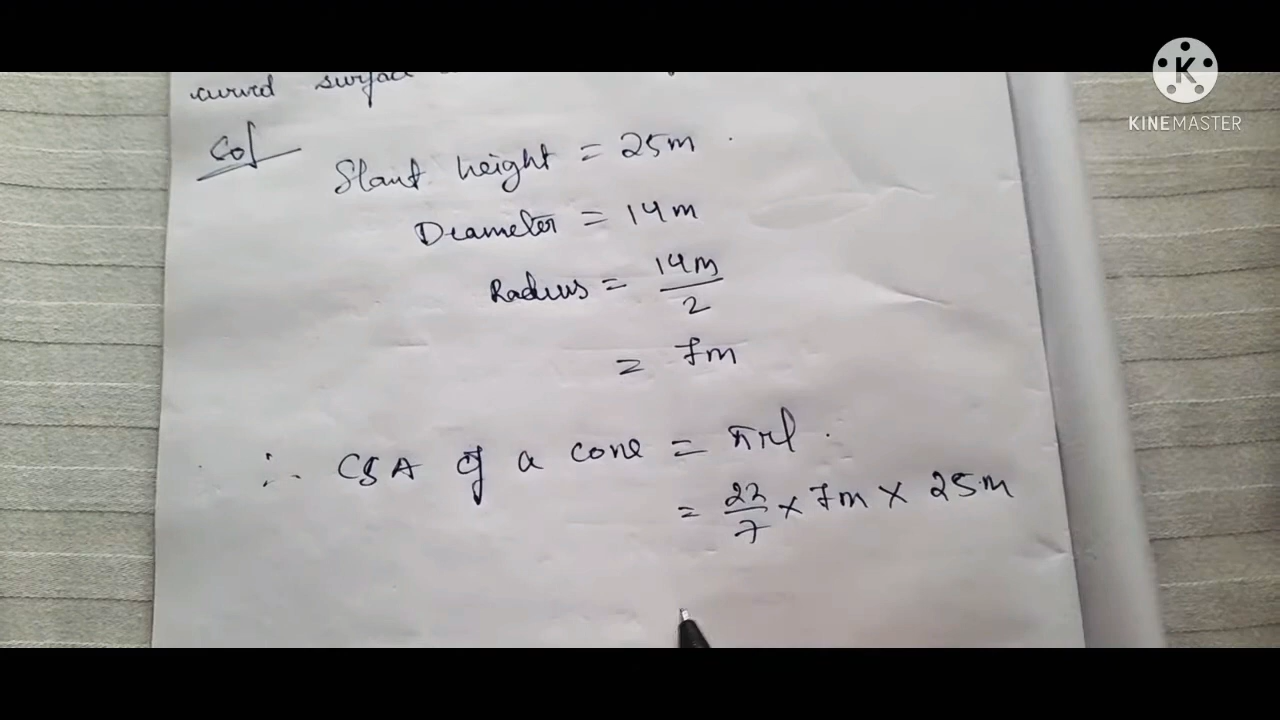 KINEMASTER
curved surface
Sol
Slant height = 25m
Diameter = 14m
Radius = 14m/2
= 7m
∴ CSA of a cone = πrl.
= 22/7 × 7m × 25m